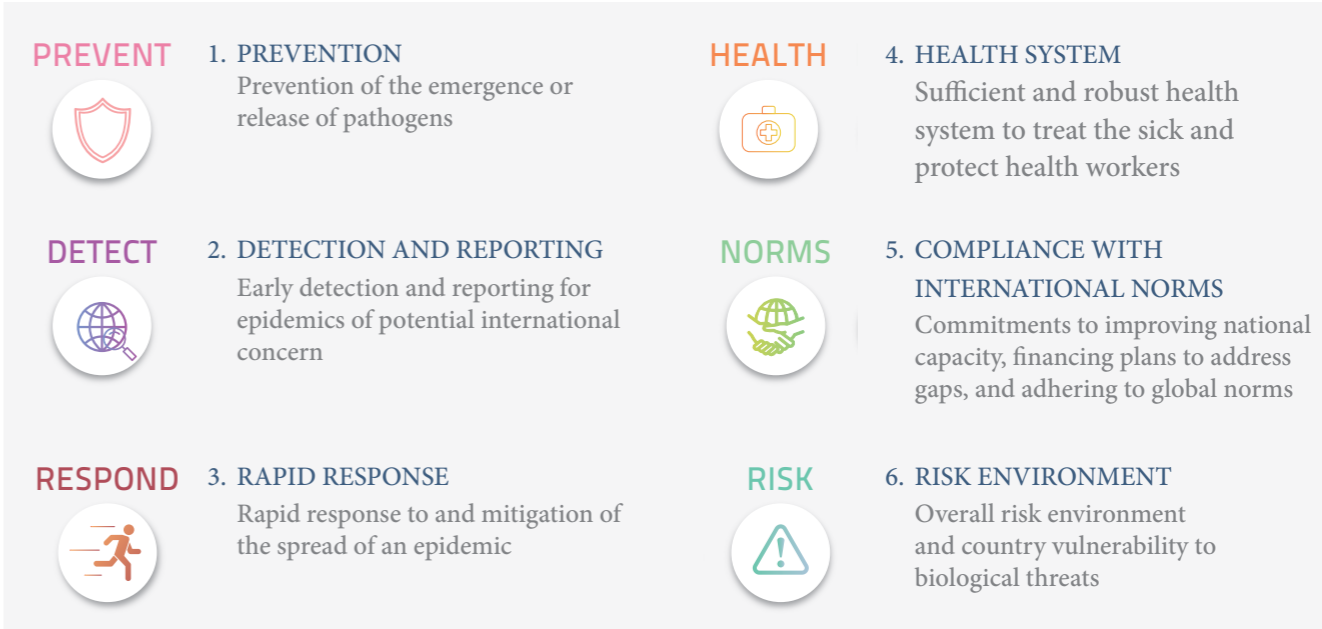 PREVENT
1. PREVENTION
Prevention of the emergence or
release of pathogens
DETECT
2. DETECTION AND REPORTING
Early detection and reporting for
epidemics of potential international
concern
RESPOND
3. RAPID RESPONSE
Rapid response to and mitigation of
the spread of an epidemic
HEALTH
4. HEALTH SYSTEM
Sufficient and robust health
system to treat the sick and
protect health workers
NORMS
5. COMPLIANCE WITH
INTERNATIONAL NORMS
Commitments to improving national
capacity, financing plans to address
gaps, and adhering to global norms
RISK
6. RISK ENVIRONMENT
Overall risk environment
and country vulnerability to
biological threats